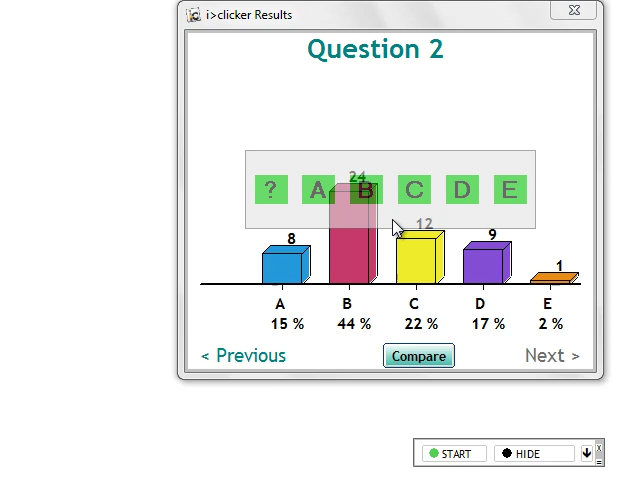 i>clicker Results
Question 2
? A B C D E
8 24 12 9 1
A B C D E
15 % 44 % 22 % 17 % 2 %
< Previous Compare Next >
START HIDE